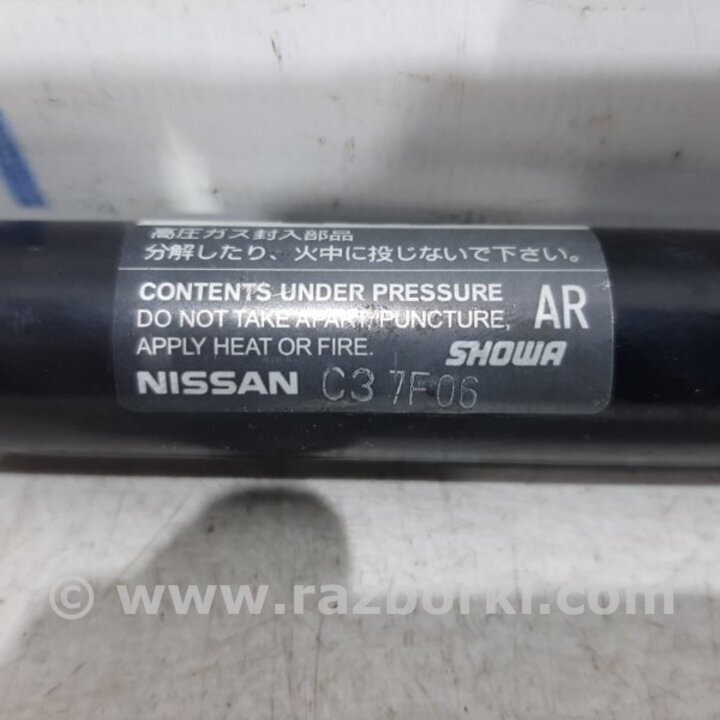 高圧ガス封入部品
分解したり、火中に投じないで下さい。
CONTENTS UNDER PRESSURE
DO NOT TAKE APART/PUNCTURE, AR
APPLY HEAT OR FIRE. SHOWA
NISSAN C3 7F06
© www.razborki.com